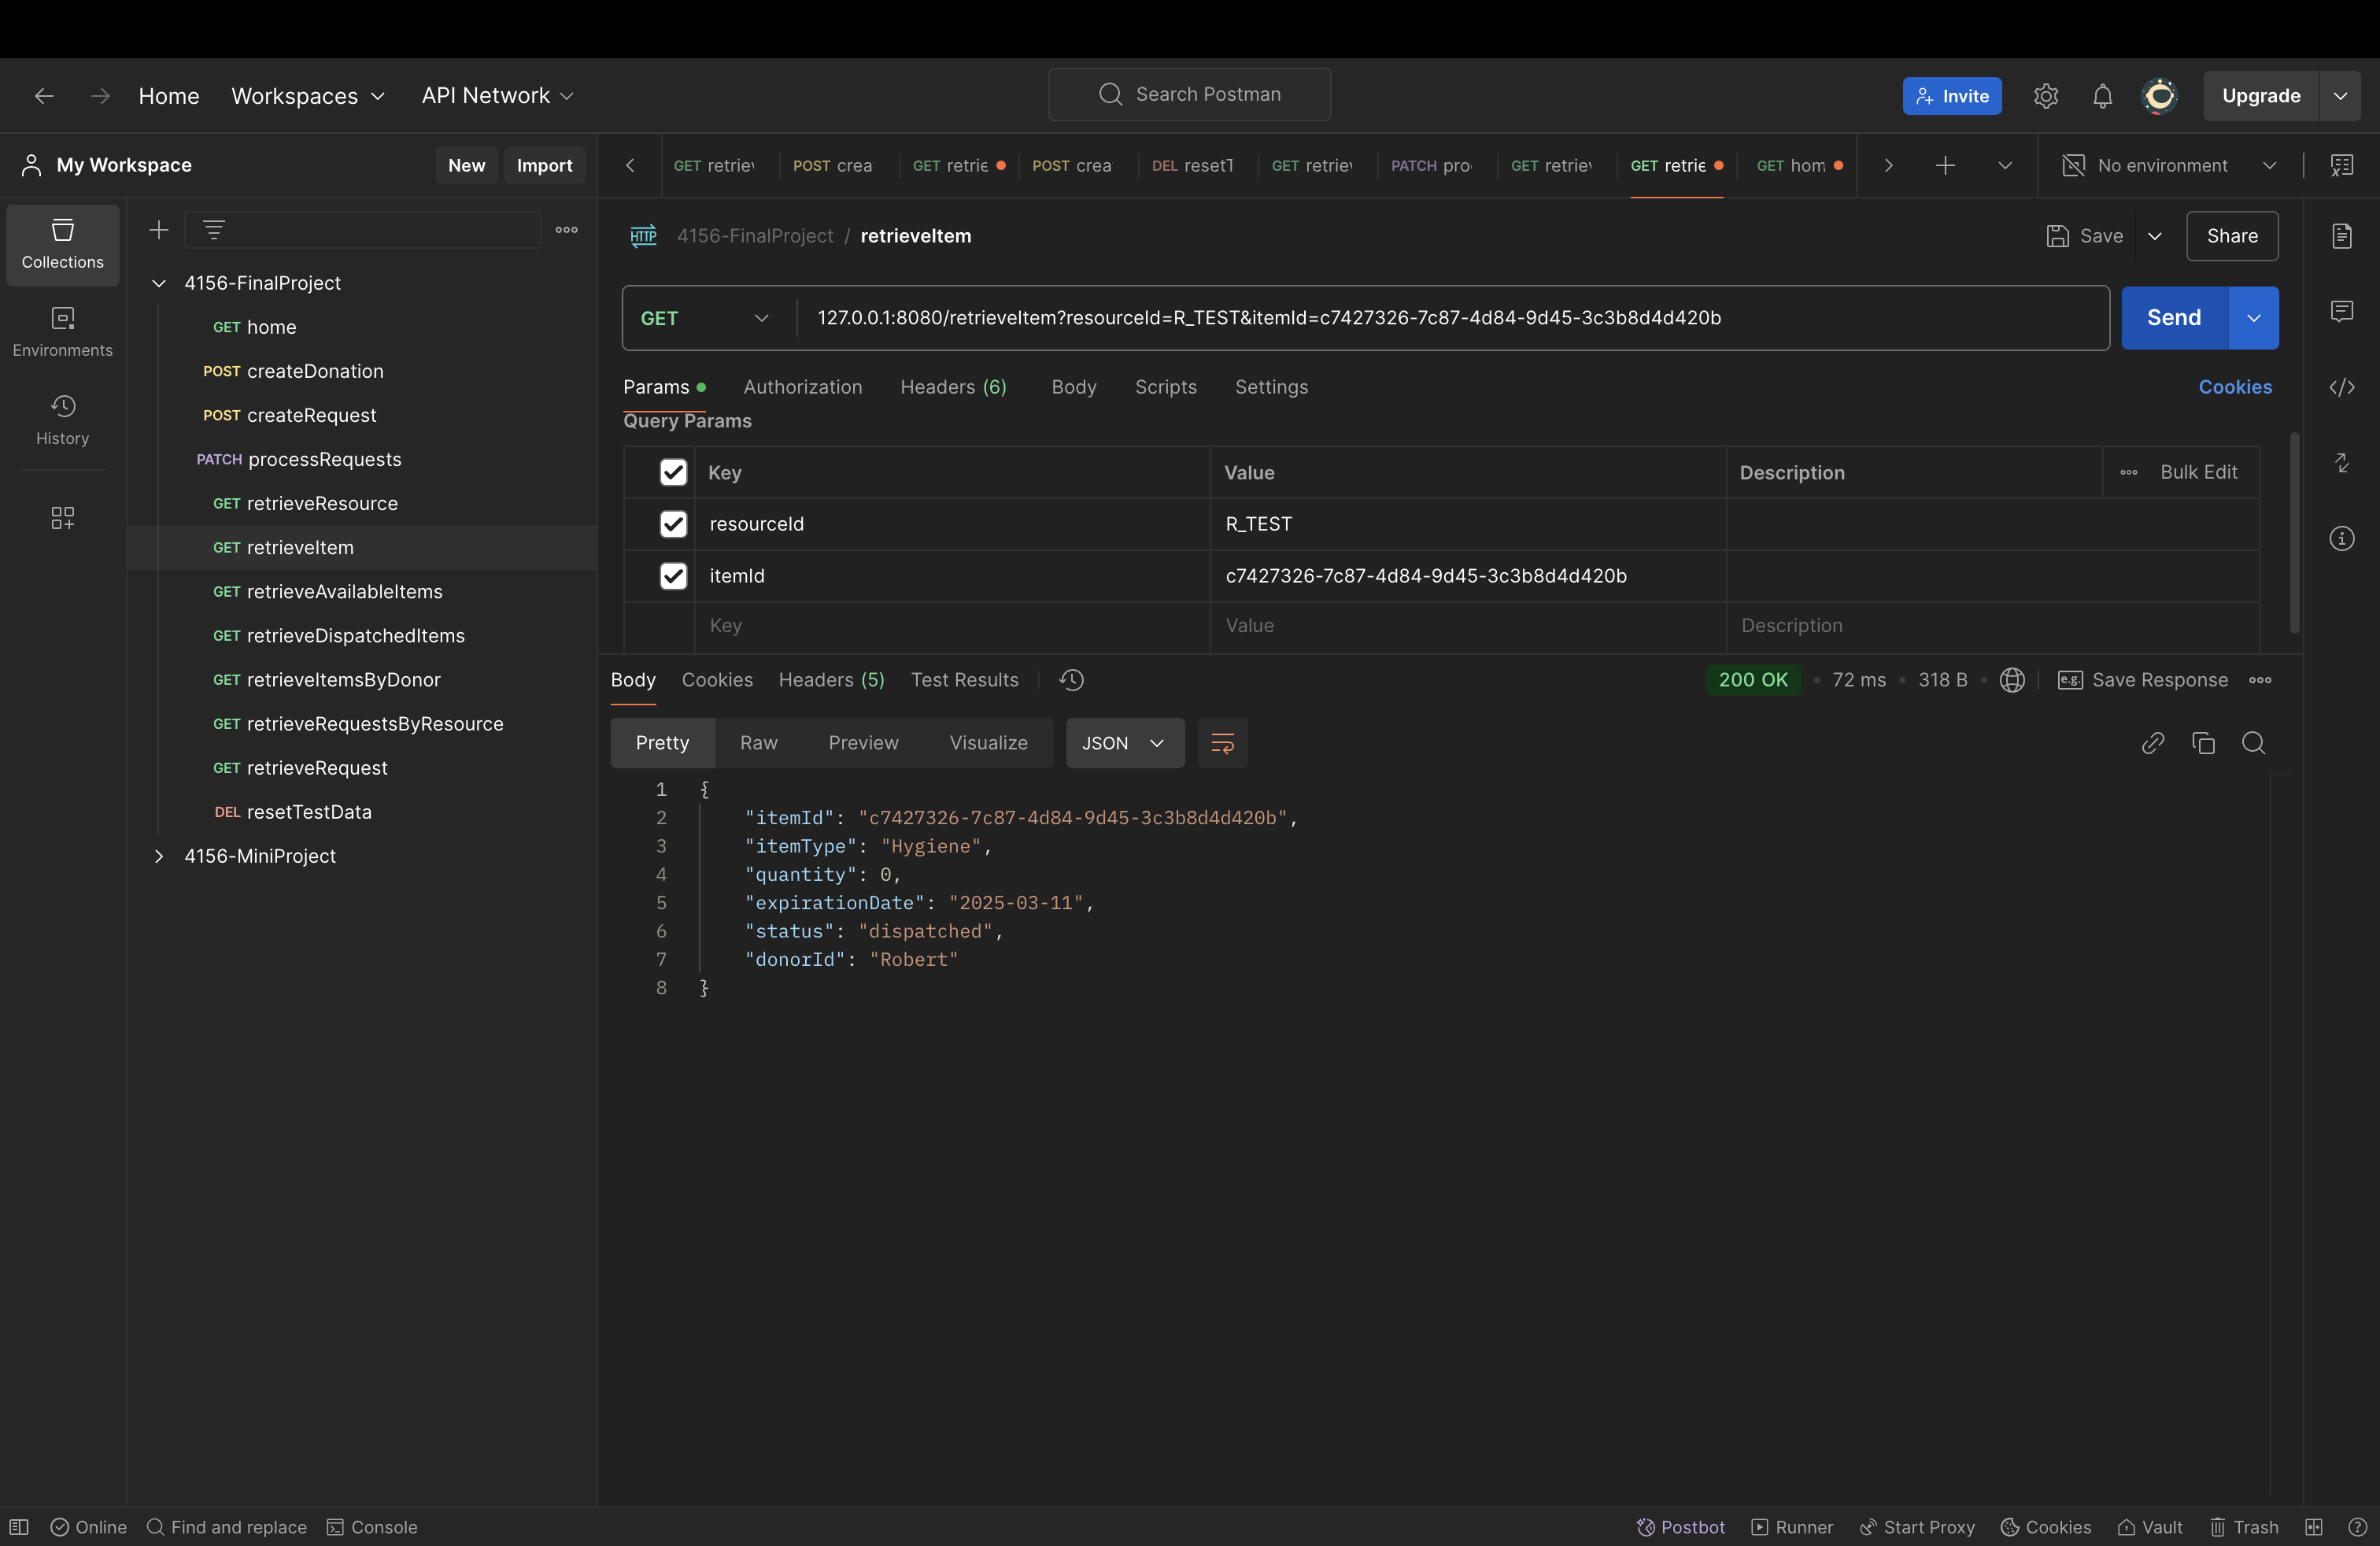 Home Workspaces API Network Search Postman Invite Upgrade
My Workspace New Import
GET retriev POST crea GET retrie POST crea DEL resetT GET retriev PATCH pro GET retriev GET retrie GET hom No environment
Collections
Environments
History
4156-FinalProject
GET home
POST createDonation
POST createRequest
PATCH processRequests
GET retrieveResource
GET retrieveItem
GET retrieveAvailableItems
GET retrieveDispatchedItems
GET retrieveItemsByDonor
GET retrieveRequestsByResource
GET retrieveRequest
DEL resetTestData
4156-MiniProject
HTTP 4156-FinalProject / retrieveItem Save Share
GET 127.0.0.1:8080/retrieveItem?resourceId=R_TEST&itemId=c7427326-7c87-4d84-9d45-3c3b8d4d420b Send
Params Authorization Headers (6) Body Scripts Settings Cookies
Query Params
Key Value Description Bulk Edit
resourceId R_TEST
itemId c7427326-7c87-4d84-9d45-3c3b8d4d420b
Key Value Description
Body Cookies Headers (5) Test Results 200 OK • 72 ms • 318 B • e.g. Save Response
Pretty Raw Preview Visualize JSON
1 {
2 "itemId": "c7427326-7c87-4d84-9d45-3c3b8d4d420b",
3 "itemType": "Hygiene",
4 "quantity": 0,
5 "expirationDate": "2025-03-11",
6 "status": "dispatched",
7 "donorId": "Robert"
8 }
Online Find and replace Console Postbot Runner Start Proxy Cookies Vault Trash